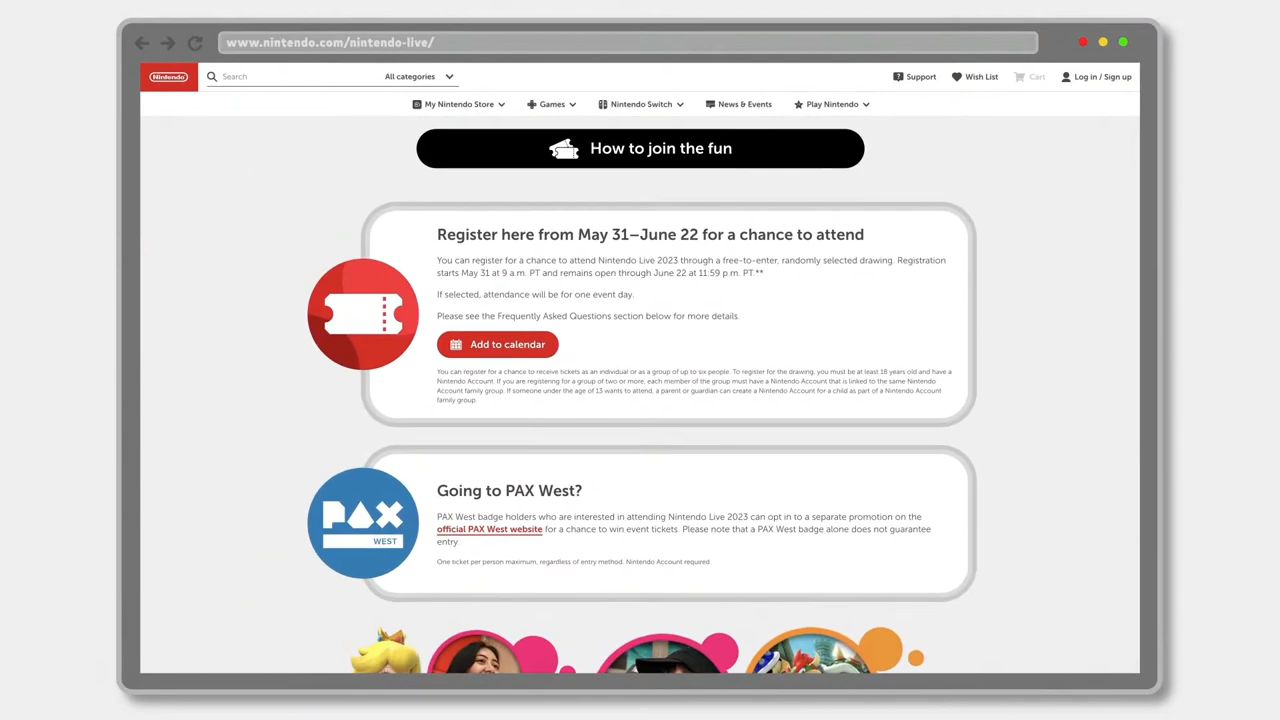 www.nintendo.com/nintendo-live/
Nintendo Search All categories Support Wish List Cart Log in / Sign up
My Nintendo Store Games Nintendo Switch News & Events Play Nintendo
How to join the fun
Register here from May 31–June 22 for a chance to attend
You can register for a chance to attend Nintendo Live 2023 through a free-to-enter, randomly selected drawing. Registration
starts May 31 at 9 a.m. PT and remains open through June 22 at 11:59 p.m. PT.**
If selected, attendance will be for one event day.
Please see the Frequently Asked Questions section below for more details.
Add to calendar
You can register for a chance to receive tickets as an individual or as a group of up to six people. To register for the drawing, you must be at least 18 years old and have a
Nintendo Account. If you are registering for a group of two or more, each member of the group must have a Nintendo Account that is linked to the same Nintendo
Account family group. If someone under the age of 13 wants to attend, a parent or guardian can create a Nintendo Account for a child as part of a Nintendo Account
family group.
PAX
WEST
Going to PAX West?
PAX West badge holders who are interested in attending Nintendo Live 2023 can opt in to a separate promotion on the
official PAX West website for a chance to win event tickets. Please note that a PAX West badge alone does not guarantee
entry.
One ticket per person maximum, regardless of entry method. Nintendo Account required.